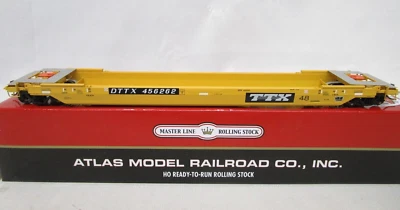 DTTX 456262
TTX 48
MASTER LINE ROLLING STOCK
ATLAS MODEL RAILROAD CO., INC.
HO READY-TO-RUN ROLLING STOCK